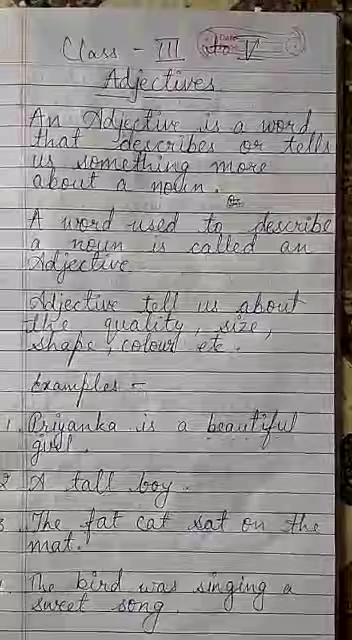 Class - III to V
Adjectives
An Adjective is a word
that describes or tells
us something more
about a noun.
or
A word used to describe
a noun is called an
Adjective
Adjective tell us about
the quality, size,
shape, colour etc.
Examples -
1. Priyanka is a beautiful
girl.
2 A tall boy.
3 The fat cat sat on the
mat.
4. The bird was singing a
sweet song.